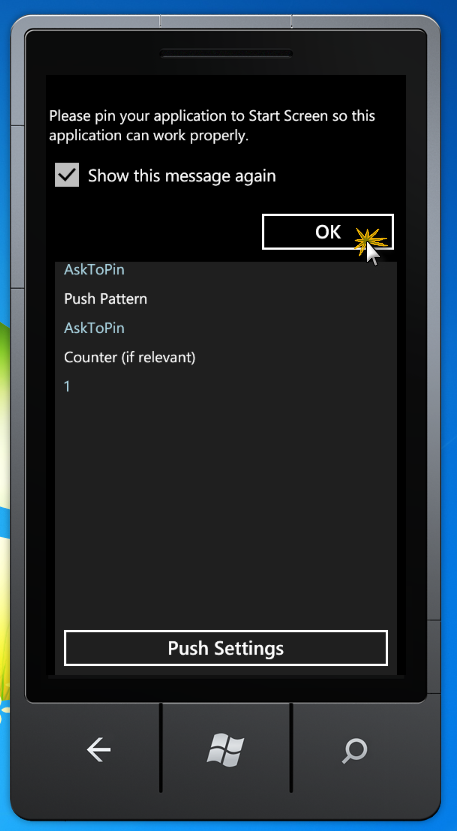 Please pin your application to Start Screen so this
application can work properly.
Show this message again
OK
AskToPin
Push Pattern
AskToPin
Counter (if relevant)
1
Push Settings